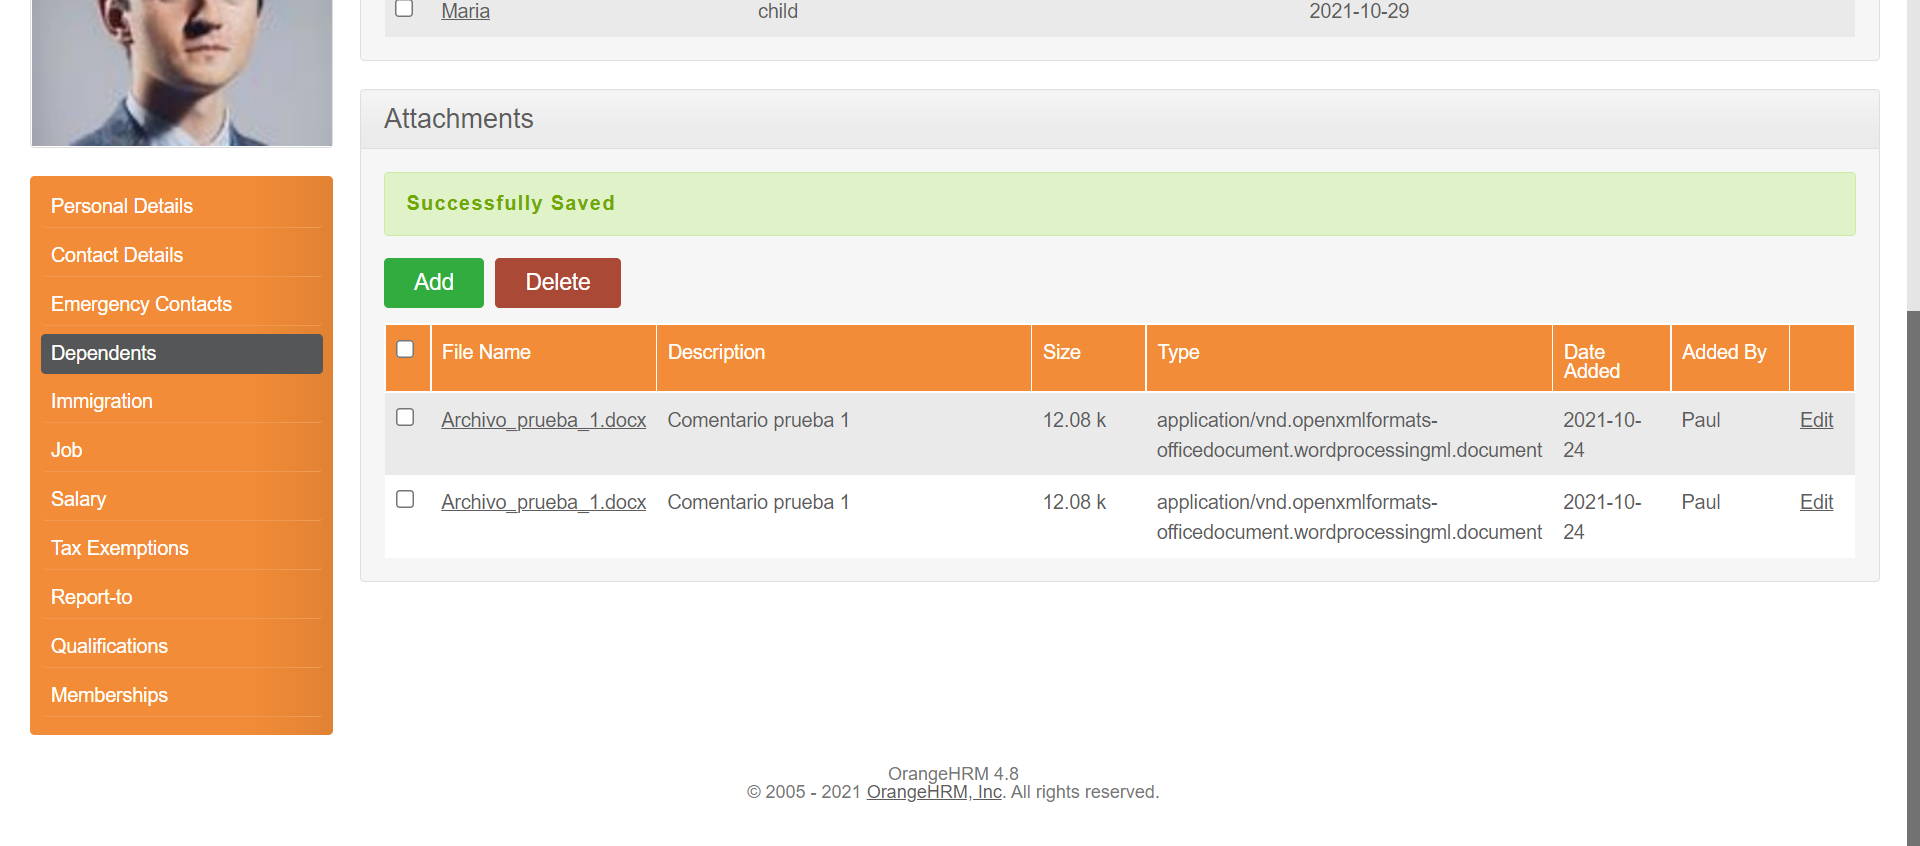 Maria child 2021-10-29
Attachments
Successfully Saved
Add Delete
File Name Description Size Type Date Added Added By
Archivo_prueba_1.docx Comentario prueba 1 12.08 k application/vnd.openxmlformats-officedocument.wordprocessingml.document 2021-10-24 Paul Edit
Archivo_prueba_1.docx Comentario prueba 1 12.08 k application/vnd.openxmlformats-officedocument.wordprocessingml.document 2021-10-24 Paul Edit
Personal Details
Contact Details
Emergency Contacts
Dependents
Immigration
Job
Salary
Tax Exemptions
Report-to
Qualifications
Memberships
OrangeHRM 4.8
© 2005 - 2021 OrangeHRM, Inc. All rights reserved.